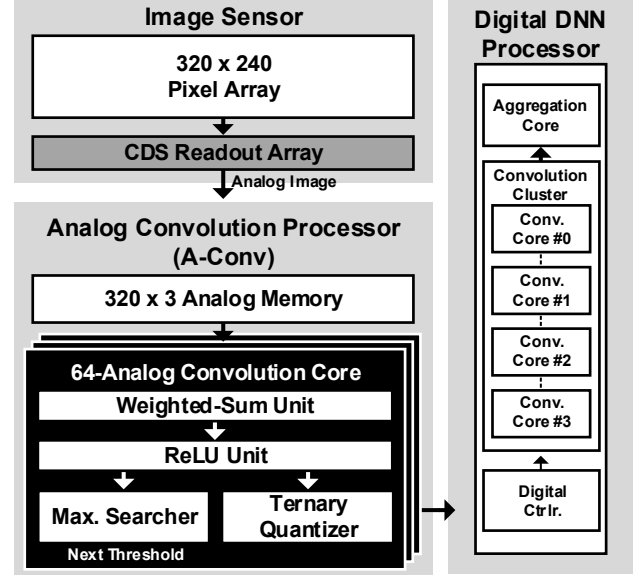 Image Sensor
320 x 240
Pixel Array
CDS Readout Array
Analog Image
Analog Convolution Processor
(A-Conv)
320 x 3 Analog Memory
64-Analog Convolution Core
Weighted-Sum Unit
ReLU Unit
Max. Searcher
Next Threshold
Ternary
Quantizer
Digital DNN
Processor
Aggregation
Core
Convolution
Cluster
Conv.
Core #0
Conv.
Core #1
Conv.
Core #2
Conv.
Core #3
Digital
Ctrlr.